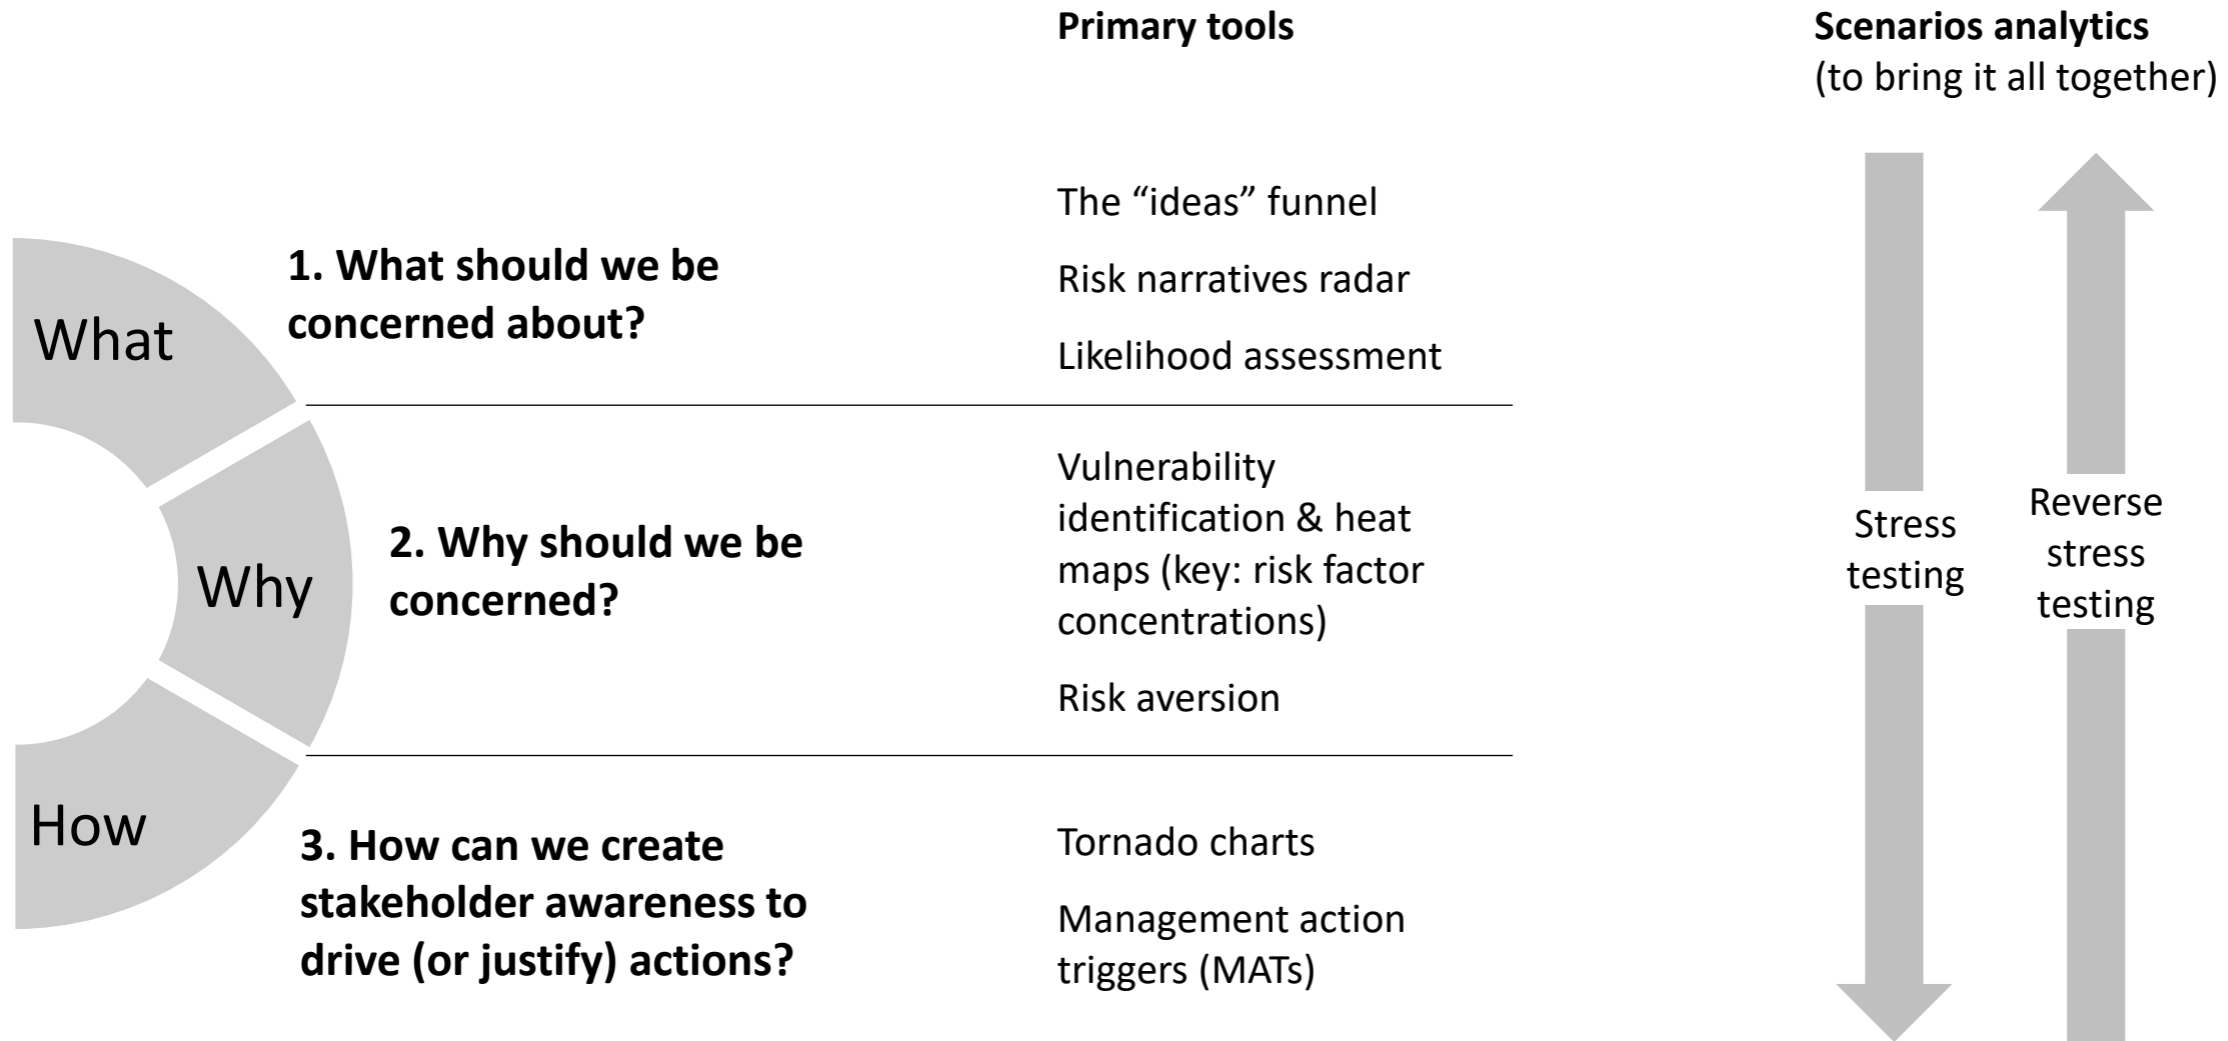 Primary tools
Scenarios analytics
(to bring it all together)
What
1. What should we be
concerned about?
The “ideas” funnel
Risk narratives radar
Likelihood assessment
Why
2. Why should we be
concerned?
Vulnerability
identification & heat
maps (key: risk factor
concentrations)
Risk aversion
How
3. How can we create
stakeholder awareness to
drive (or justify) actions?
Tornado charts
Management action
triggers (MATs)
Stress
testing
Reverse
stress
testing